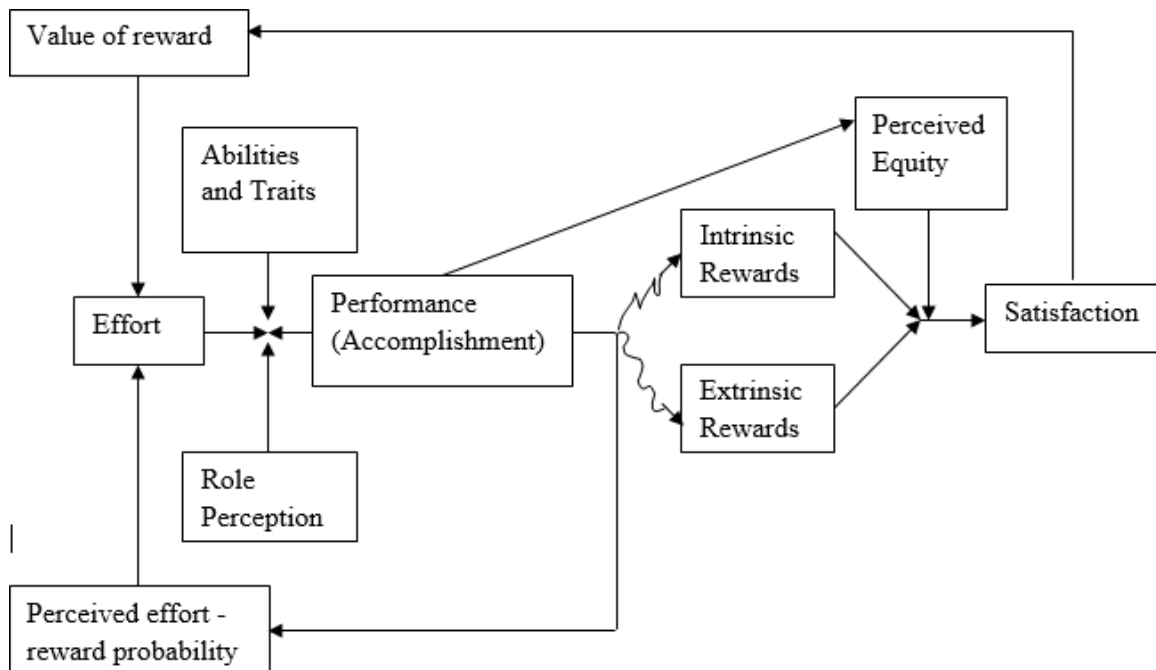 Value of reward
Abilities
and Traits
Perceived
Equity
Intrinsic
Rewards
Effort
Performance
(Accomplishment)
Satisfaction
Extrinsic
Rewards
Role
Perception
Perceived effort -
reward probability